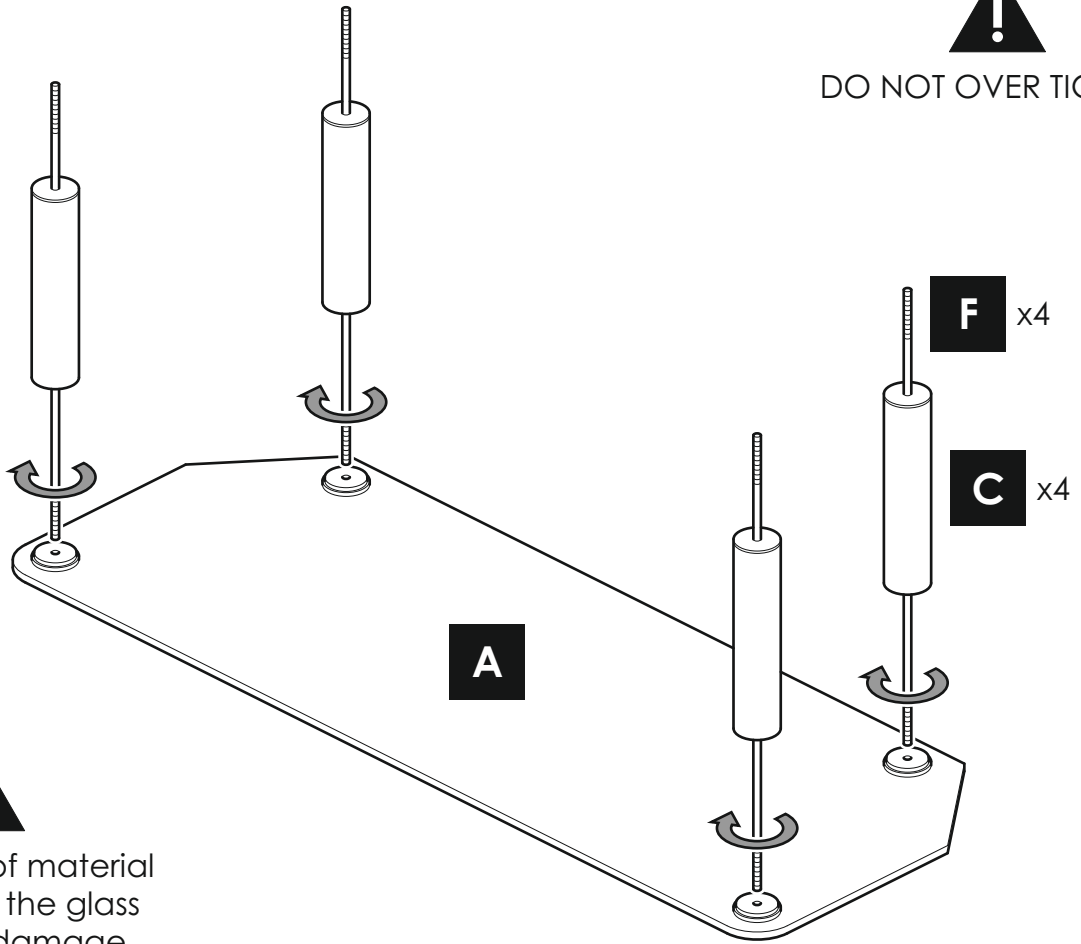 !
DO NOT OVER
F x4
C x4
A
of material
the glass
damage